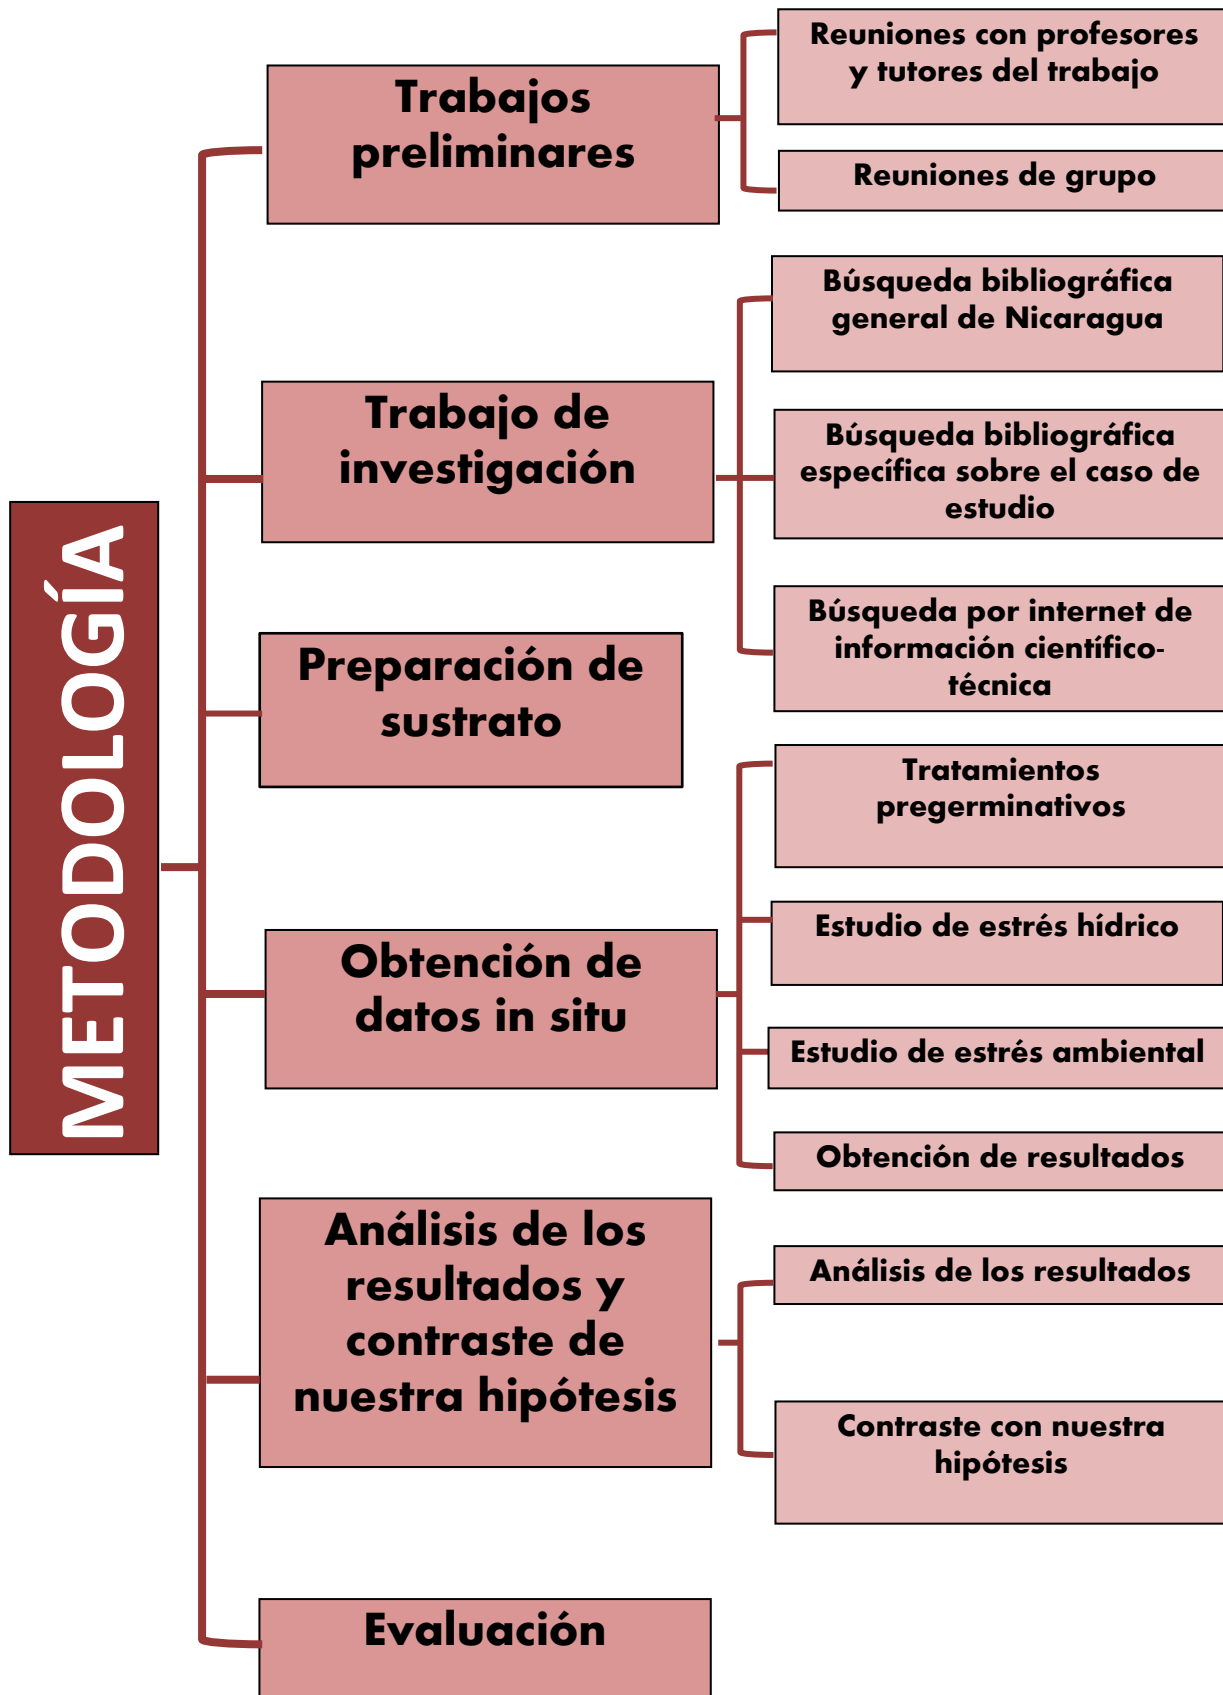 METODOLOGÍA
Trabajos
preliminares
Reuniones con profesores
y tutores del trabajo
Reuniones de grupo
Trabajo de
investigación
Búsqueda bibliográfica
general de Nicaragua
Búsqueda bibliográfica
específica sobre el caso de
estudio
Búsqueda por internet de
información científico-
técnica
Preparación de
sustrato
Obtención de
datos in situ
Tratamientos
pregerminativos
Estudio de estrés hídrico
Estudio de estrés ambiental
Obtención de resultados
Análisis de los
resultados y
contraste de
nuestra hipótesis
Análisis de los resultados
Contraste con nuestra
hipótesis
Evaluación